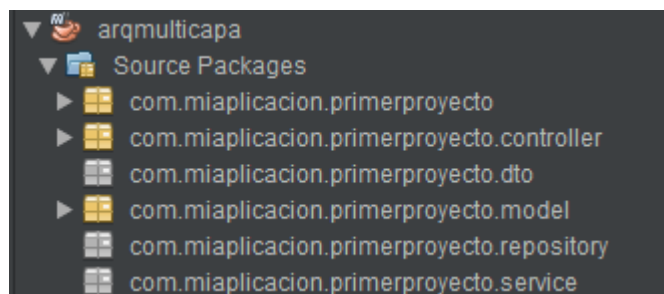 arqmulticapa
Source Packages
com.miaplicacion.primerproyecto
com.miaplicacion.primerproyecto.controller
com.miaplicacion.primerproyecto.dto
com.miaplicacion.primerproyecto.model
com.miaplicacion.primerproyecto.repository
com.miaplicacion.primerproyecto.service